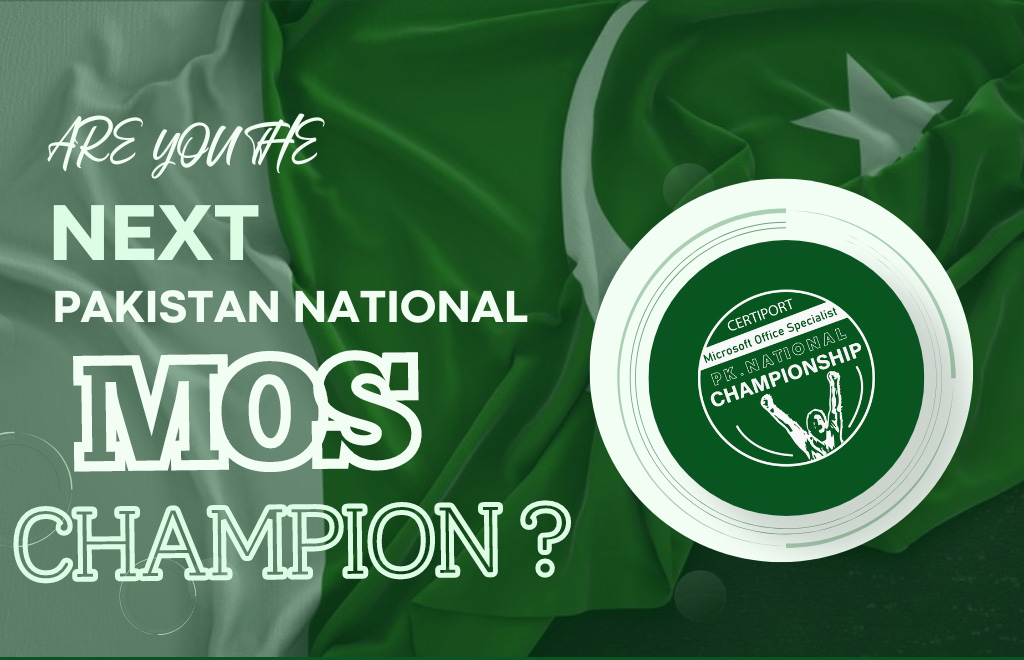 ARE YOU THE
NEXT
PAKISTAN NATIONAL
MOS
CHAMPION ?
CERTIPORT
Microsoft Office Specialist
PK.NATIONAL
CHAMPIONSHIP